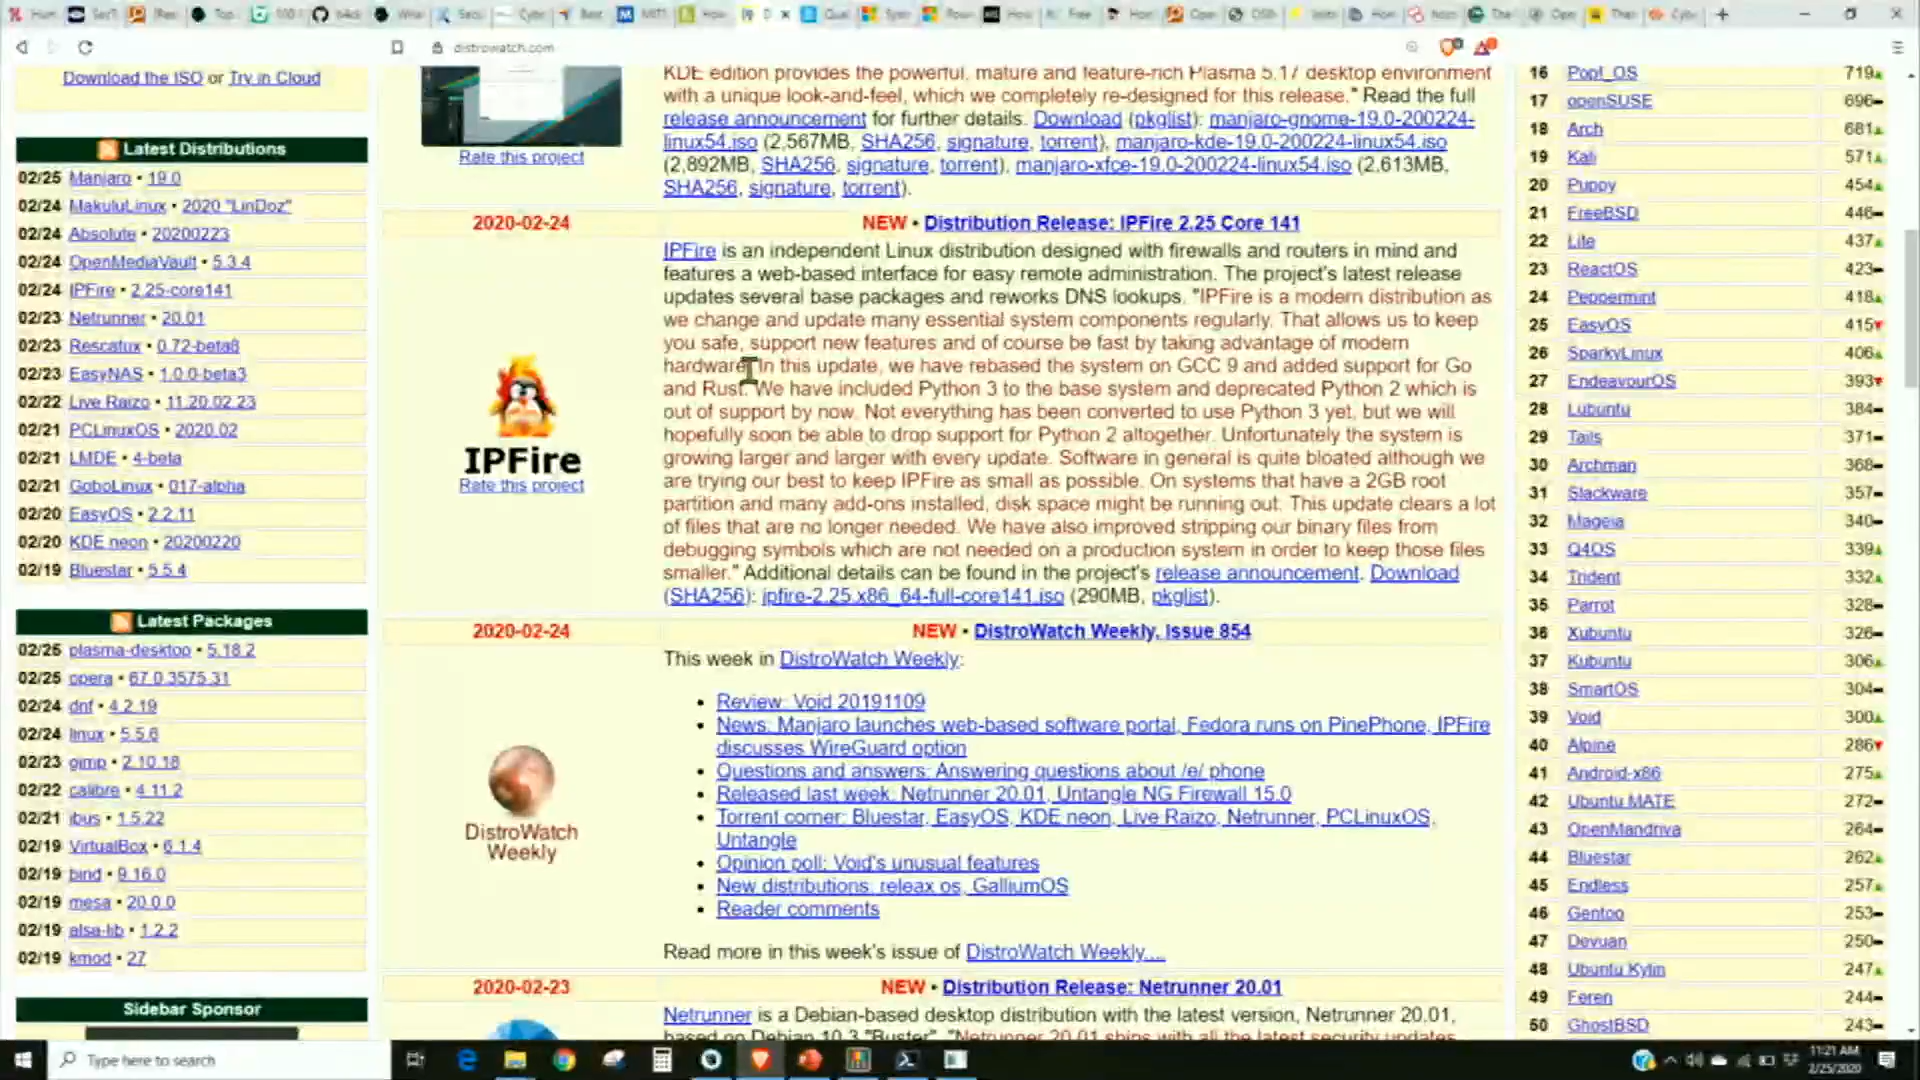 distrowatch.com
Download the ISO or Try in Cloud
Latest Distributions
02/25 Manjaro • 19.0
02/24 MakuluLinux • 2020 "LinDoz"
02/24 Absolute • 20200223
02/24 OpenMediaVault • 5.3.4
02/24 IPFire • 2.25-core141
02/23 Netrunner • 20.01
02/23 Rescatux • 0.72-beta8
02/23 EasyNAS • 1.0.0-beta3
02/22 Live Raizo • 11.20.02.23
02/21 PCLinuxOS • 2020.02
02/21 LMDE • 4-beta
02/21 GoboLinux • 017-alpha
02/20 EasyOS • 2.2.11
02/20 KDE neon • 20200220
02/19 Bluestar • 5.5.4
Latest Packages
02/25 plasma-desktop • 5.18.2
02/25 opera • 67.0.3575.31
02/24 dnf • 4.2.19
02/24 linux • 5.5.6
02/23 gimp • 2.10.18
02/22 calibre • 4.11.2
02/21 ibus • 1.5.22
02/19 VirtualBox • 6.1.4
02/19 bind • 9.16.0
02/19 mesa • 20.0.0
02/19 alsa-lib • 1.2.2
02/19 kmod • 27
Sidebar Sponsor
Rate this project
KDE edition provides the powerful, mature and feature-rich Plasma 5.17 desktop environment
with a unique look-and-feel, which we completely re-designed for this release." Read the full
release announcement for further details. Download (pkglist): manjaro-gnome-19.0-200224-
linux54.iso (2,567MB, SHA256, signature, torrent), manjaro-kde-19.0-200224-linux54.iso
(2,892MB, SHA256, signature, torrent), manjaro-xfce-19.0-200224-linux54.iso (2,613MB,
SHA256, signature, torrent).
2020-02-24
NEW • Distribution Release: IPFire 2.25 Core 141
IPFire
Rate this project
IPFire is an independent Linux distribution designed with firewalls and routers in mind and
features a web-based interface for easy remote administration. The project's latest release
updates several base packages and reworks DNS lookups. "IPFire is a modern distribution as
we change and update many essential system components regularly. That allows us to keep
you safe, support new features and of course be fast by taking advantage of modern
hardware. In this update, we have rebased the system on GCC 9 and added support for Go
and Rust. We have included Python 3 to the base system and deprecated Python 2 which is
out of support by now. Not everything has been converted to use Python 3 yet, but we will
hopefully soon be able to drop support for Python 2 altogether. Unfortunately the system is
growing larger and larger with every update. Software in general is quite bloated although we
are trying our best to keep IPFire as small as possible. On systems that have a 2GB root
partition and many add-ons installed, disk space might be running out. This update clears a lot
of files that are no longer needed. We have also improved stripping our binary files from
debugging symbols which are not needed on a production system in order to keep those files
smaller." Additional details can be found in the project's release announcement. Download
(SHA256): ipfire-2.25.x86_64-full-core141.iso (290MB, pkglist).
2020-02-24
NEW • DistroWatch Weekly, Issue 854
DistroWatch
Weekly
This week in DistroWatch Weekly:
• Review: Void 20191109
• News: Manjaro launches web-based software portal, Fedora runs on PinePhone, IPFire
discusses WireGuard option
• Questions and answers: Answering questions about /e/ phone
• Released last week: Netrunner 20.01, Untangle NG Firewall 15.0
• Torrent corner: Bluestar, EasyOS, KDE neon, Live Raizo, Netrunner, PCLinuxOS,
Untangle
• Opinion poll: Void's unusual features
• New distributions: releax os, GalliumOS
• Reader comments
Read more in this week's issue of DistroWatch Weekly....
2020-02-23
NEW • Distribution Release: Netrunner 20.01
Netrunner is a Debian-based desktop distribution with the latest version, Netrunner 20.01,
based on Debian 10.3 "Buster". "Netrunner 20.01 ships with all the latest security updates
16 Pop!_OS 719
17 openSUSE 696
18 Arch 681
19 Kali 571
20 Puppy 454
21 FreeBSD 446
22 Lite 437
23 ReactOS 423
24 Peppermint 418
25 EasyOS 415
26 SparkyLinux 406
27 EndeavourOS 393
28 Lubuntu 384
29 Tails 371
30 Archman 368
31 Slackware 357
32 Mageia 340
33 Q4OS 339
34 Trident 332
35 Parrot 328
36 Xubuntu 326
37 Kubuntu 306
38 SmartOS 304
39 Void 300
40 Alpine 286
41 Android-x86 275
42 Ubuntu MATE 272
43 OpenMandriva 264
44 Bluestar 262
45 Endless 257
46 Gentoo 253
47 Devuan 250
48 Ubuntu Kylin 247
49 Feren 244
50 GhostBSD 243
Type here to search
11:21 AM
2/25/2020